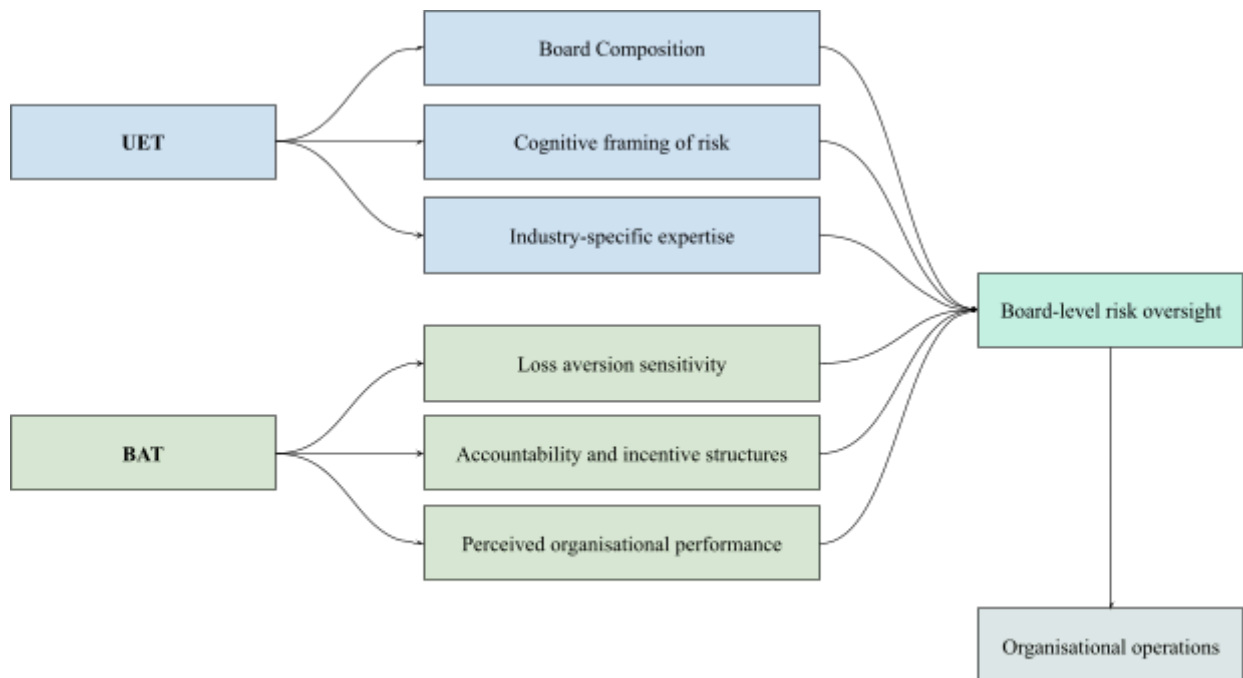 UET
Board Composition
Cognitive framing of risk
Industry-specific expertise
BAT
Loss aversion sensitivity
Accountability and incentive structures
Perceived organisational performance
Board-level risk oversight
Organisational operations